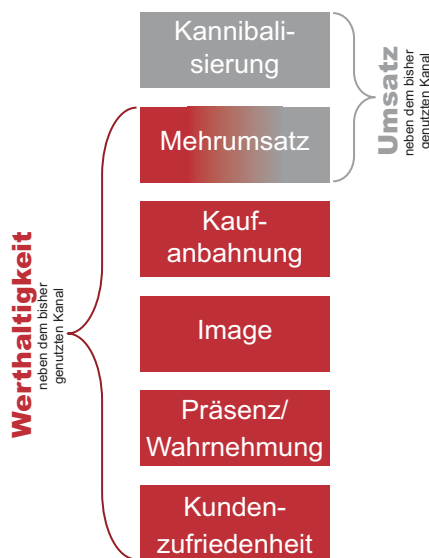 Kannibali-
sierung
Mehrumsatz
Kauf-
anbahnung
Image
Präsenz/
Wahrnehmung
Kunden-
zufriedenheit
Umsatz
neben dem bisher
genutzten Kanal
Werthaltigkeit
neben dem bisher
genutzten Kanal